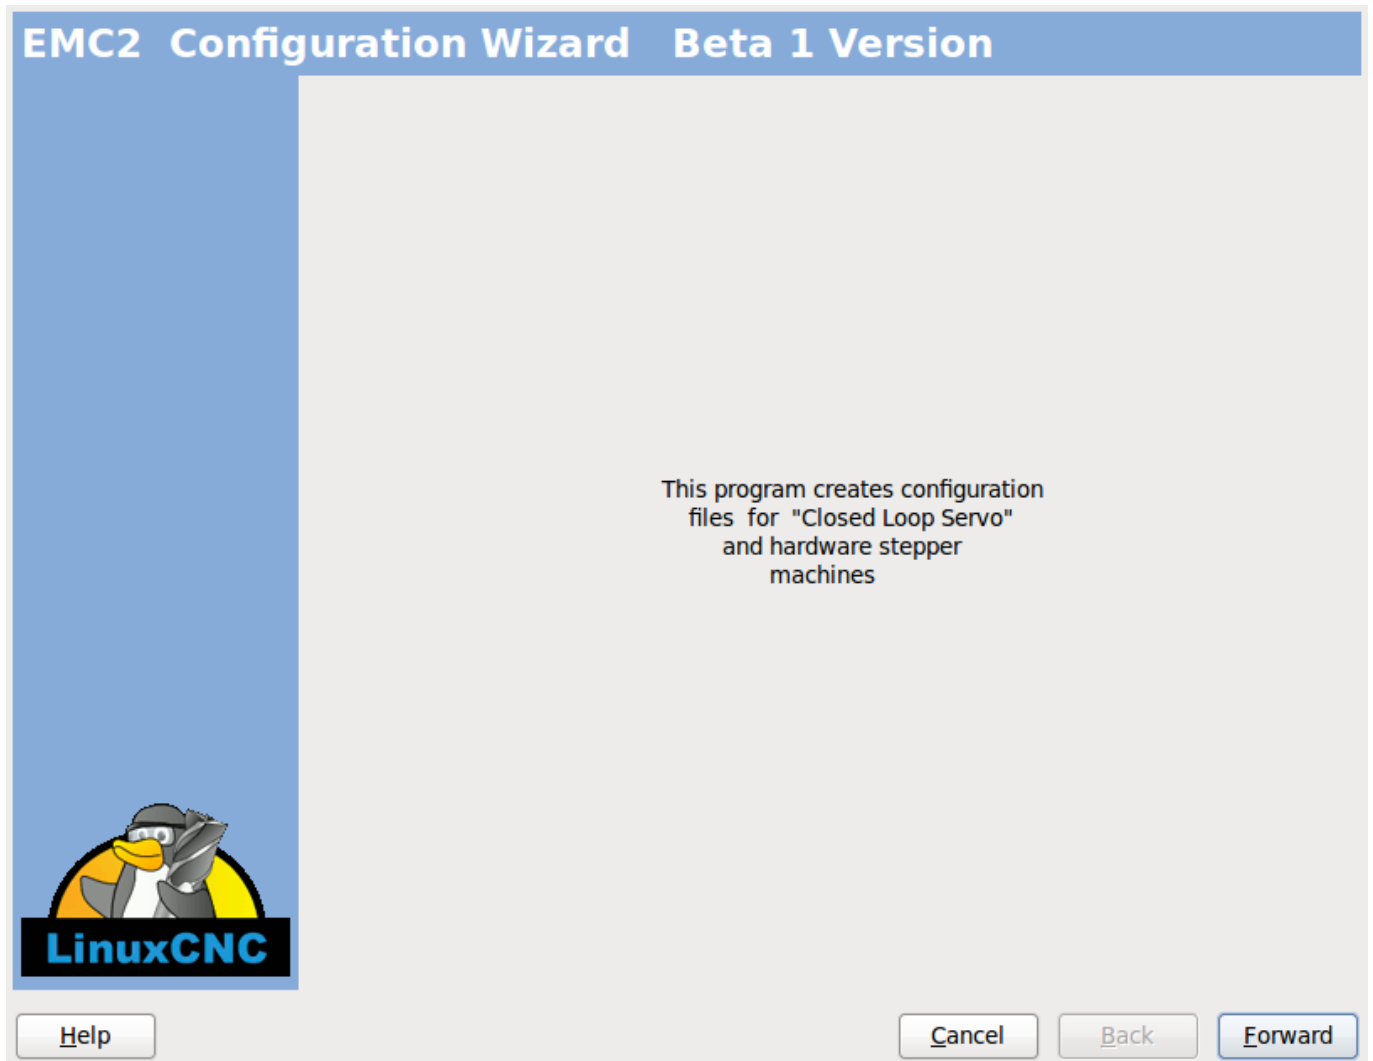 EMC2  Configuration Wizard   Beta 1 Version
This program creates configuration
files  for  "Closed Loop Servo"
and hardware stepper
machines
LinuxCNC
Help
Cancel
Back
Forward